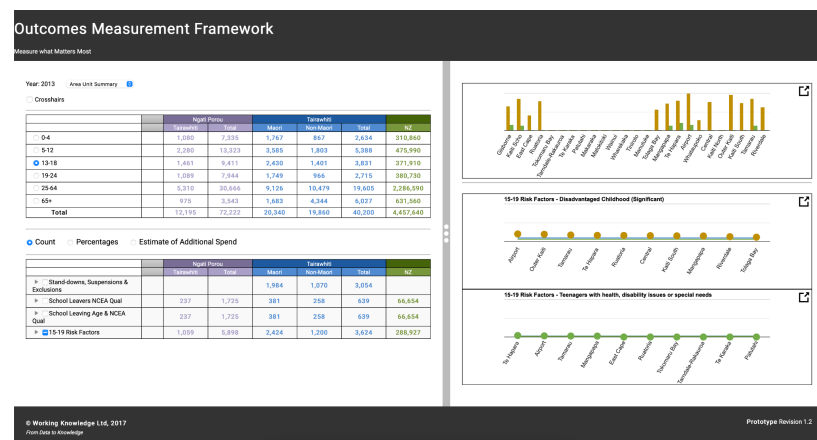 Outcomes Measurement Framework
Measure what Matters Most
Year: 2013 Area Unit Summary
Crosshairs
Ngati Porou Tairawhiti
Tairawhiti Total Maori Non-Maori Total NZ
0-4 1,080 7,335 1,767 867 2,634 310,860
5-12 2,280 13,323 3,585 1,803 5,388 475,990
13-18 1,461 9,411 2,430 1,401 3,831 371,910
19-24 1,089 7,944 1,749 966 2,715 380,730
25-64 5,310 30,666 9,126 10,479 19,605 2,286,590
65+ 975 3,543 1,683 4,344 6,027 631,560
Total 12,195 72,222 20,340 19,860 40,200 4,457,640
Count Percentages Estimate of Additional Spend
Ngati Porou Tairawhiti
Tairawhiti Total Maori Non-Maori Total NZ
Stand-downs, Suspensions &
Exclusions 1,984 1,070 3,054
School Leavers NCEA Qual 237 1,725 381 258 639 66,654
School Leaving Age & NCEA
Qual 237 1,725 381 258 639 66,654
15-19 Risk Factors 1,059 5,898 2,424 1,200 3,624 288,927
Gisborne Kaiti Soho East Cape Ruatoria Tokomaru Bay Tarndale-Rakauroa Te Karaka Patutahi Makaraka Matokitoki Wainui Wharekaka Tiniroto Manutuke Tolaga Bay Mangapapa Te Hapara Airport Whataupoko Central Kaiti North Outer Kaiti Kaiti South Tamarau Riverdale
15-19 Risk Factors - Disadvantaged Childhood (Significant)
Airport Outer Kaiti Tamarau Te Hapara Ruatoria Central Kaiti South Mangapapa Riverdale Tolaga Bay
15-19 Risk Factors - Teenagers with health, disability issues or special needs
Te Hapara Airport Tamarau Mangapapa East Cape Ruatoria Tokomaru Bay Tarndale-Rakauroa Te Karaka Patutahi
© Working Knowledge Ltd, 2017
From Data to Knowledge
Prototype Revision 1.2